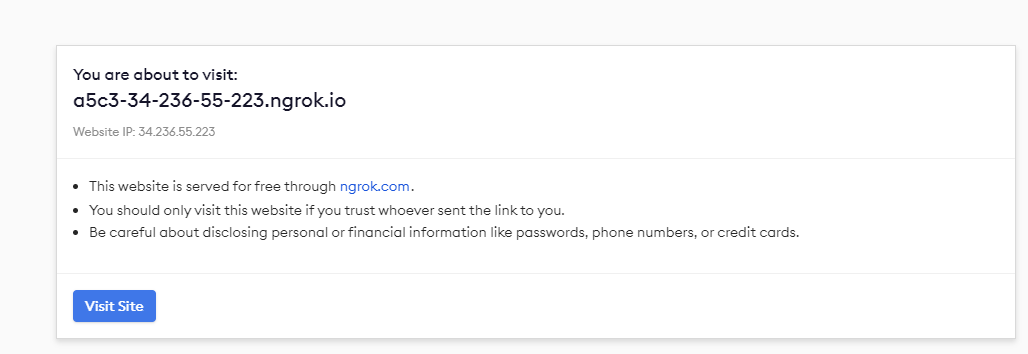 You are about to visit:
a5c3-34-236-55-223.ngrok.io
Website IP: 34.236.55.223
• This website is served for free through ngrok.com.
• You should only visit this website if you trust whoever sent the link to you.
• Be careful about disclosing personal or financial information like passwords, phone numbers, or credit cards.
Visit Site